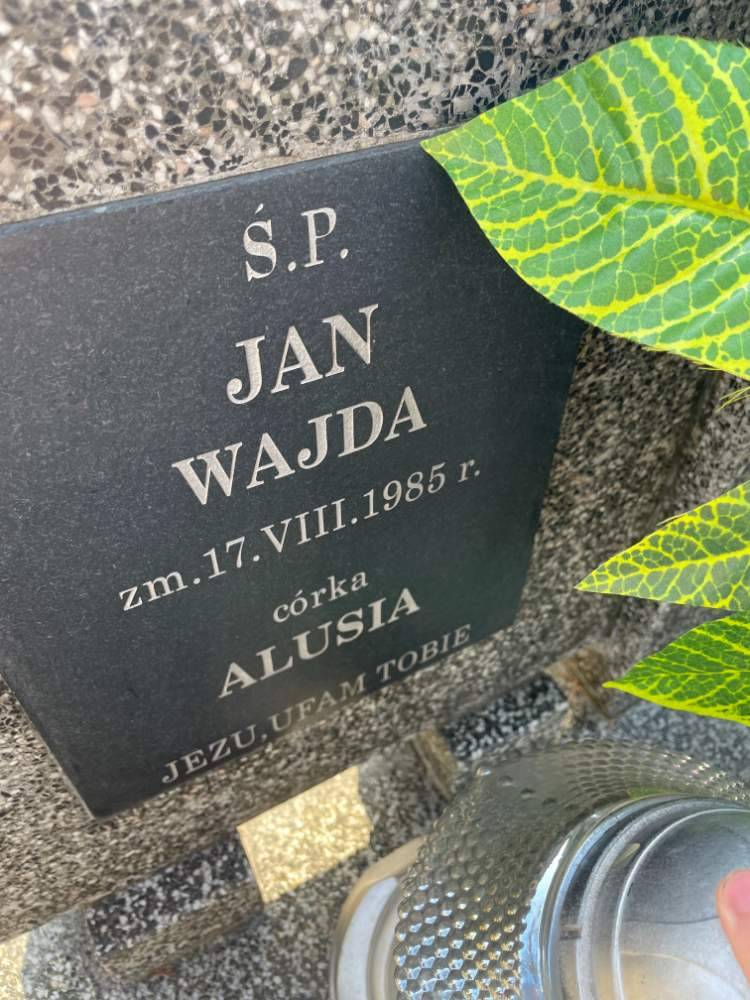 Ś.P.
JAN
WAJDA
zm.17.VIII.1985 r.
córka
ALUSIA
JEZU, UFAM TOBIE